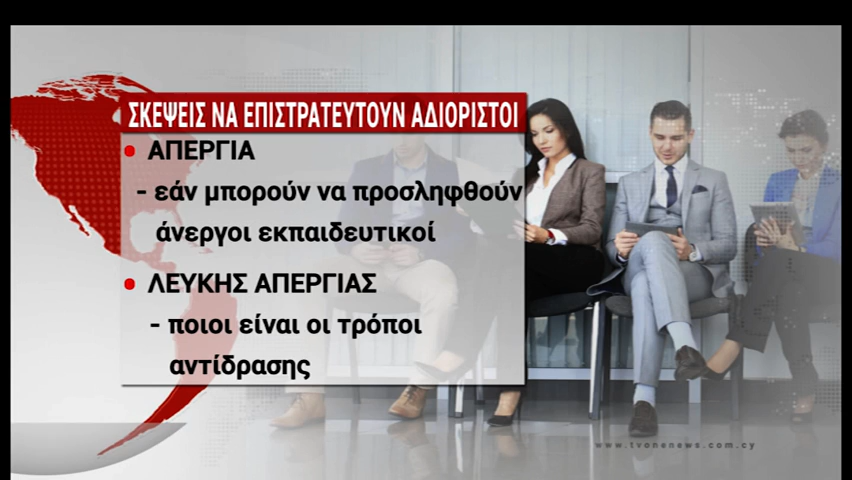 ΣΚΕΨΕΙΣ ΝΑ ΕΠΙΣΤΡΑΤΕΥΤΟΥΝ ΑΔΙΟΡΙΣΤΟΙ
• ΑΠΕΡΓΙΑ
- εάν μπορούν να προσληφθούν
άνεργοι εκπαιδευτικοί
• ΛΕΥΚΗΣ ΑΠΕΡΓΙΑΣ
- ποιοι είναι οι τρόποι
αντίδρασης
www.tvonenews.com.cy